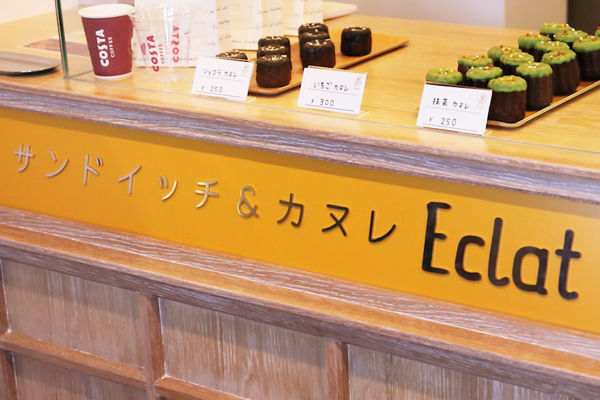 COSTA
COFFEE
COSTA
ショコラ カヌレ
¥ 250
いちご カヌレ
¥ 300
抹茶 カヌレ
¥ 250
サンドイッチ&カヌレ Eclat